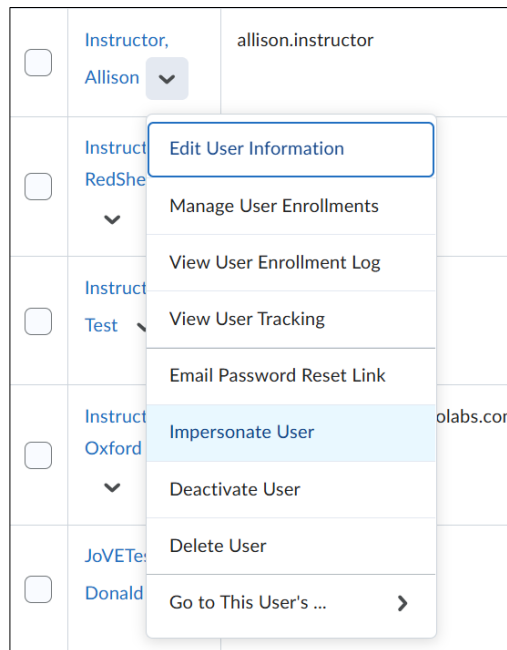 Instructor,
Allison
allison.instructor
Edit User Information
Instruct
RedShe
Manage User Enrollments
View User Enrollment Log
Instruct
Test
View User Tracking
Email Password Reset Link
Instruct
Oxford
olabs.com
Impersonate User
Deactivate User
Delete User
JoVETes
Donald
Go to This User's ...